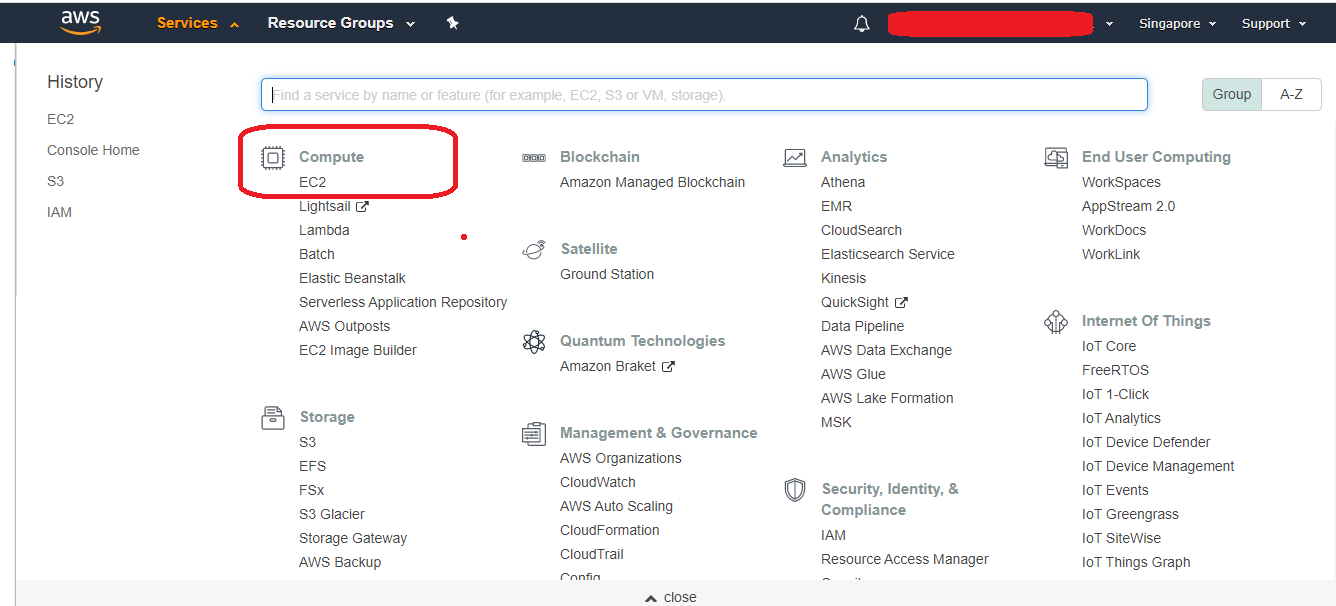 aws
Services
Resource Groups
Singapore
Support
History
EC2
Console Home
S3
IAM
Find a service by name or feature (for example, EC2, S3 or VM, storage).
Group
A-Z
Compute
EC2
Lightsail
Lambda
Batch
Elastic Beanstalk
Serverless Application Repository
AWS Outposts
EC2 Image Builder
Storage
S3
EFS
FSx
S3 Glacier
Storage Gateway
AWS Backup
Blockchain
Amazon Managed Blockchain
Satellite
Ground Station
Quantum Technologies
Amazon Braket
Management & Governance
AWS Organizations
CloudWatch
AWS Auto Scaling
CloudFormation
CloudTrail
Config
Analytics
Athena
EMR
CloudSearch
Elasticsearch Service
Kinesis
QuickSight
Data Pipeline
AWS Data Exchange
AWS Glue
AWS Lake Formation
MSK
Security, Identity, &
Compliance
IAM
Resource Access Manager
End User Computing
WorkSpaces
AppStream 2.0
WorkDocs
WorkLink
Internet Of Things
IoT Core
FreeRTOS
IoT 1-Click
IoT Analytics
IoT Device Defender
IoT Device Management
IoT Events
IoT Greengrass
IoT SiteWise
IoT Things Graph
close